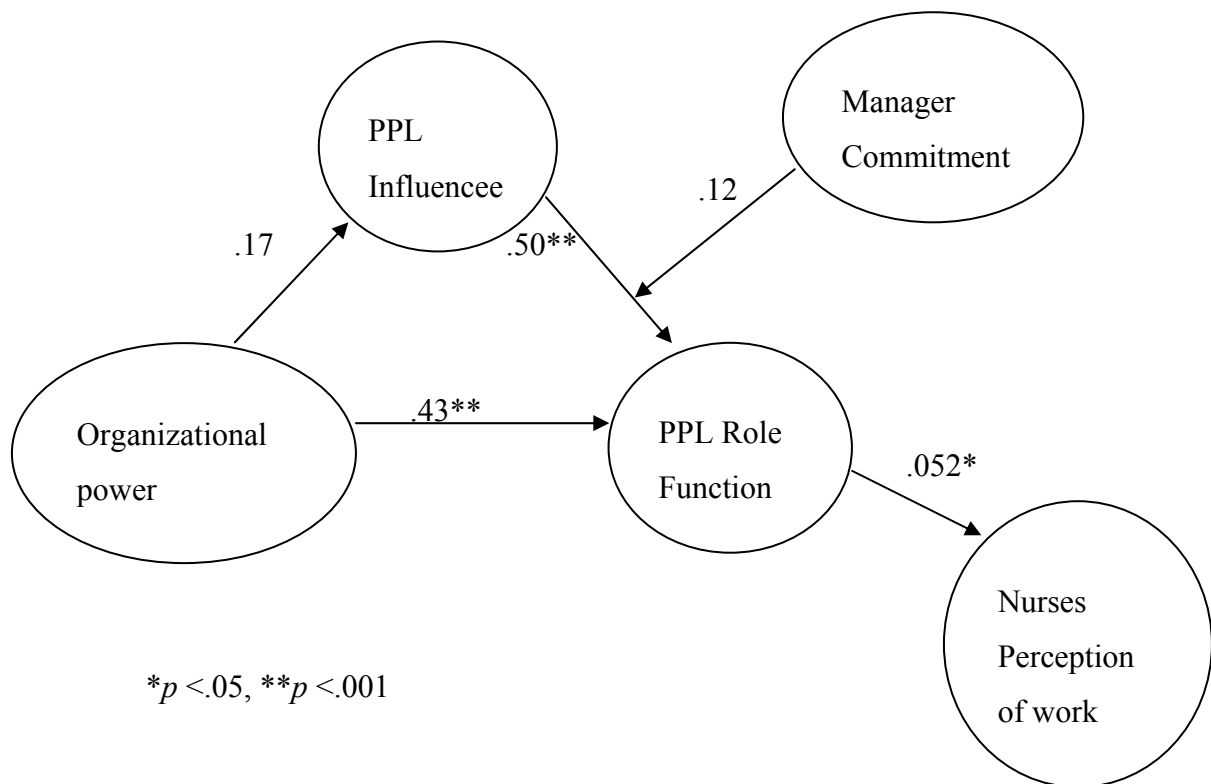 PPL
Influencee
Manager
Commitment
.12
.50**
.17
Organizational
power
.43**
PPL Role
Function
.052*
Nurses
Perception
of work
*p <.05, **p <.001